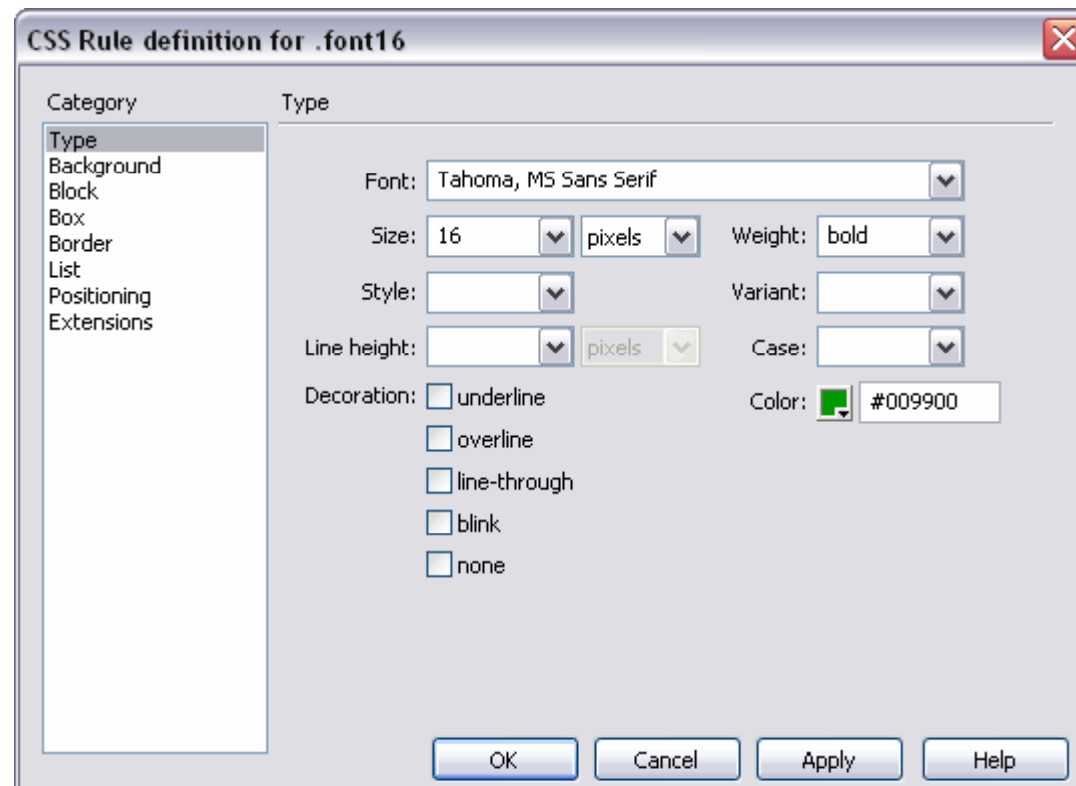 CSS Rule definition for .font16
Category
Type
Type
Background
Block
Box
Border
List
Positioning
Extensions
Font: Tahoma, MS Sans Serif
Size: 16 pixels Weight: bold
Style: Variant:
Line height: pixels Case:
Decoration: underline Color: #009900
overline
line-through
blink
none
OK Cancel Apply Help